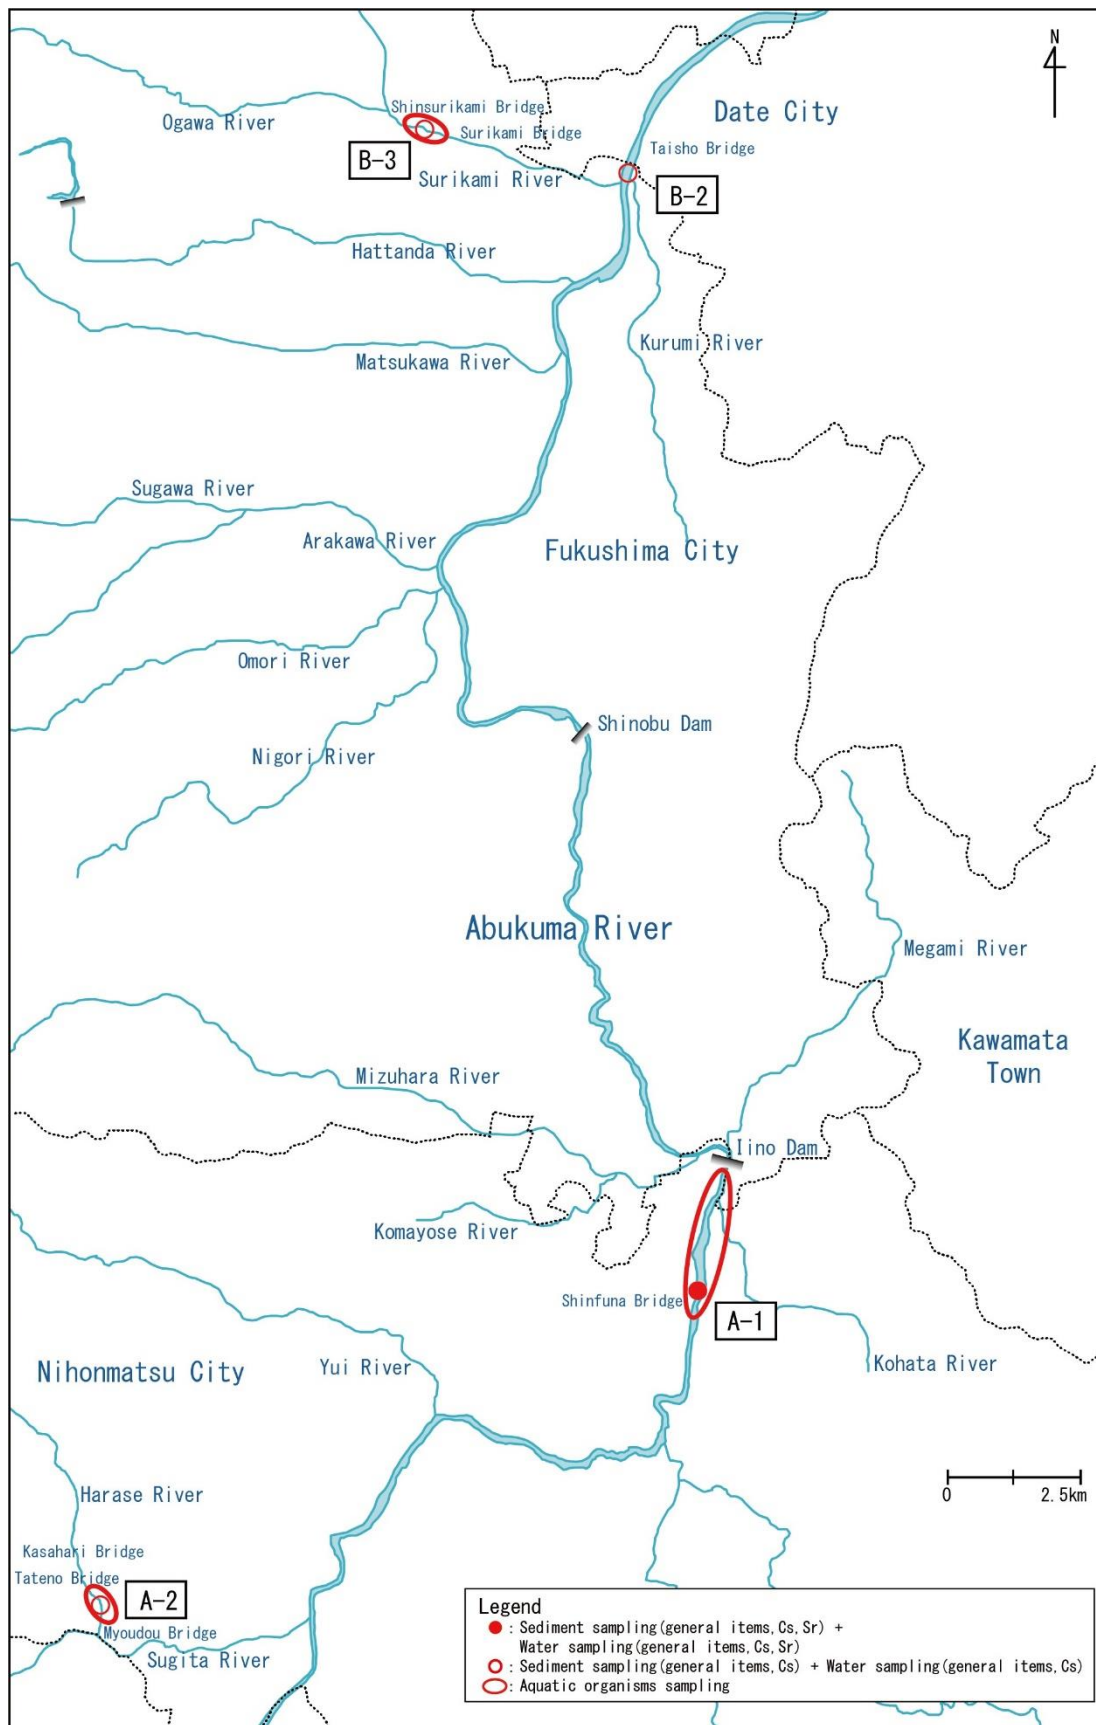 N
Date City
Shinsurikami Bridge
Ogawa River
Surikami Bridge
B-3
Taisho Bridge
Surikami River
B-2
Hattanda River
Kurumi River
Matsukawa River
Sugawa River
Arakawa River
Fukushima City
Omori River
Shinobu Dam
Nigori River
Abukuma River
Megami River
Kawamata
Town
Mizuhara River
Iino Dam
Komayose River
Shinfuna Bridge
A-1
Nihonmatsu City
Yui River
Kohata River
Harase River
0 2.5km
Kasahari Bridge
Tateno Bridge
A-2
Myoudou Bridge
Sugita River
Legend
: Sediment sampling(general items,Cs,Sr) +
Water sampling(general items,Cs,Sr)
: Sediment sampling(general items,Cs) + Water sampling(general items,Cs)
: Aquatic organisms sampling